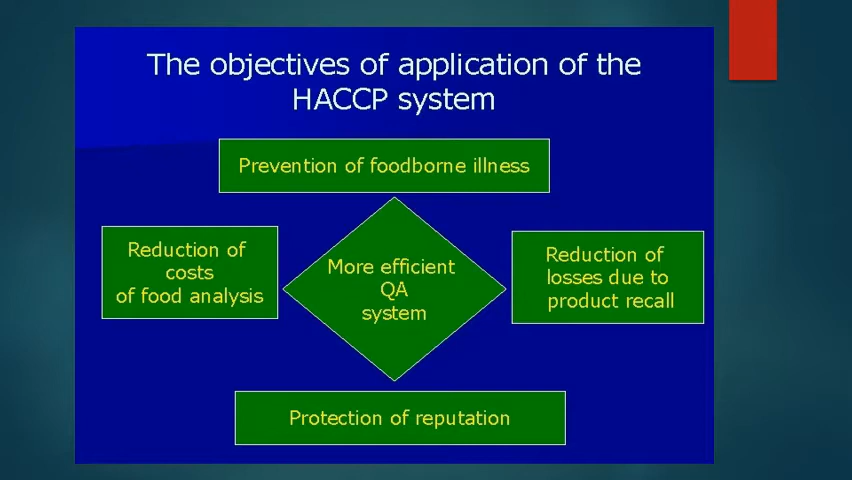 The objectives of application of the
HACCP system
Prevention of foodborne illness
Reduction of
costs
of food analysis
More efficient
QA
system
Reduction of
losses due to
product recall
Protection of reputation